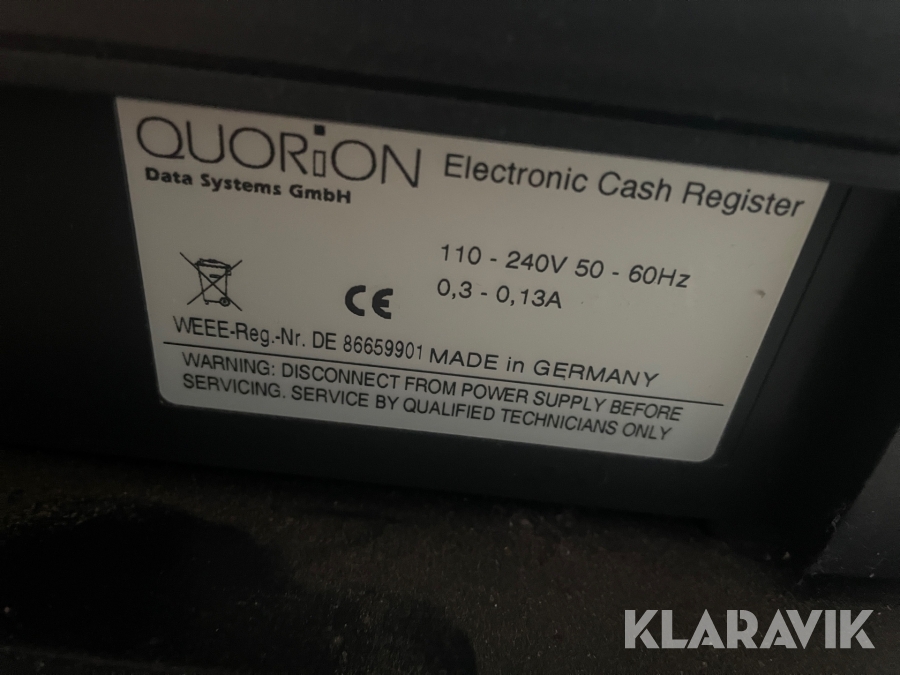 QUORiON
Data Systems GmbH
Electronic Cash Register
110 - 240V 50 - 60Hz
0,3 - 0,13A
CE
WEEE-Reg.-Nr. DE 86659901 MADE in GERMANY
WARNING: DISCONNECT FROM POWER SUPPLY BEFORE
SERVICING. SERVICE BY QUALIFIED TECHNICIANS ONLY
KLARAVIK